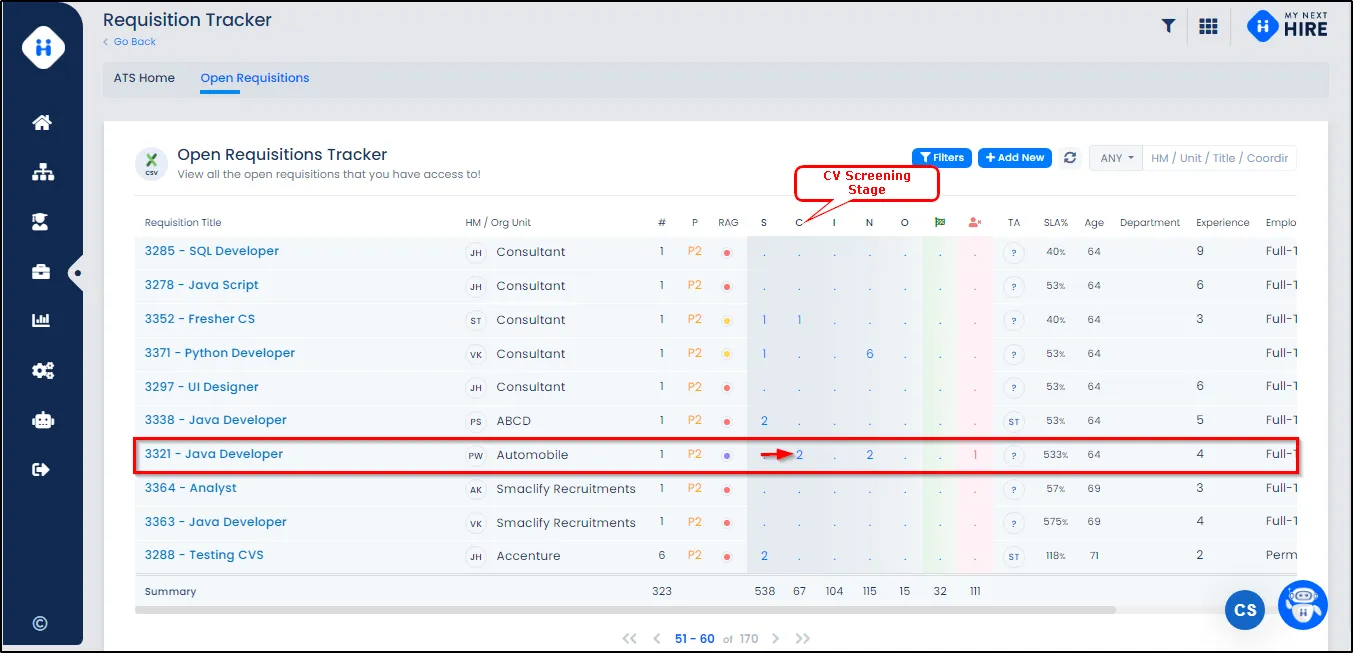 Requisition Tracker
Go Back
MY NEXT
HIRE
ATS Home Open Requisitions
CSV
Open Requisitions Tracker
View all the open requisitions that you have access to!
Filters + Add New ANY HM / Unit / Title / Coordir
CV Screening
Stage
Requisition Title HM / Org Unit # P RAG S C I N O TA SLA% Age Department Experience Emplo
3285 - SQL Developer JH Consultant 1 P2 . . . . . . . ? 40% 64 9 Full-T
3278 - Java Script JH Consultant 1 P2 . . . . . . . ? 53% 64 6 Full-T
3352 - Fresher CS ST Consultant 1 P2 1 1 . . . . . ? 40% 64 3 Full-T
3371 - Python Developer VK Consultant 1 P2 1 . . 6 . . . ? 53% 64 Full-T
3297 - UI Designer JH Consultant 1 P2 . . . . . . . ? 53% 64 6 Full-T
3338 - Java Developer PS ABCD 1 P2 2 . . . . . . ST 53% 64 5 Full-T
3321 - Java Developer PW Automobile 1 P2 . 2 . 2 . . 1 ? 533% 64 4 Full-T
3364 - Analyst AK Smaclify Recruitments 1 P2 . . . . . . . ? 57% 69 3 Full-T
3363 - Java Developer VK Smaclify Recruitments 1 P2 . . . . . . . ? 575% 69 4 Full-T
3288 - Testing CVS JH Accenture 6 P2 2 . . . . . . ST 118% 71 2 Perm
Summary 323 538 67 104 115 15 32 111
CS
51 - 60 of 170
©